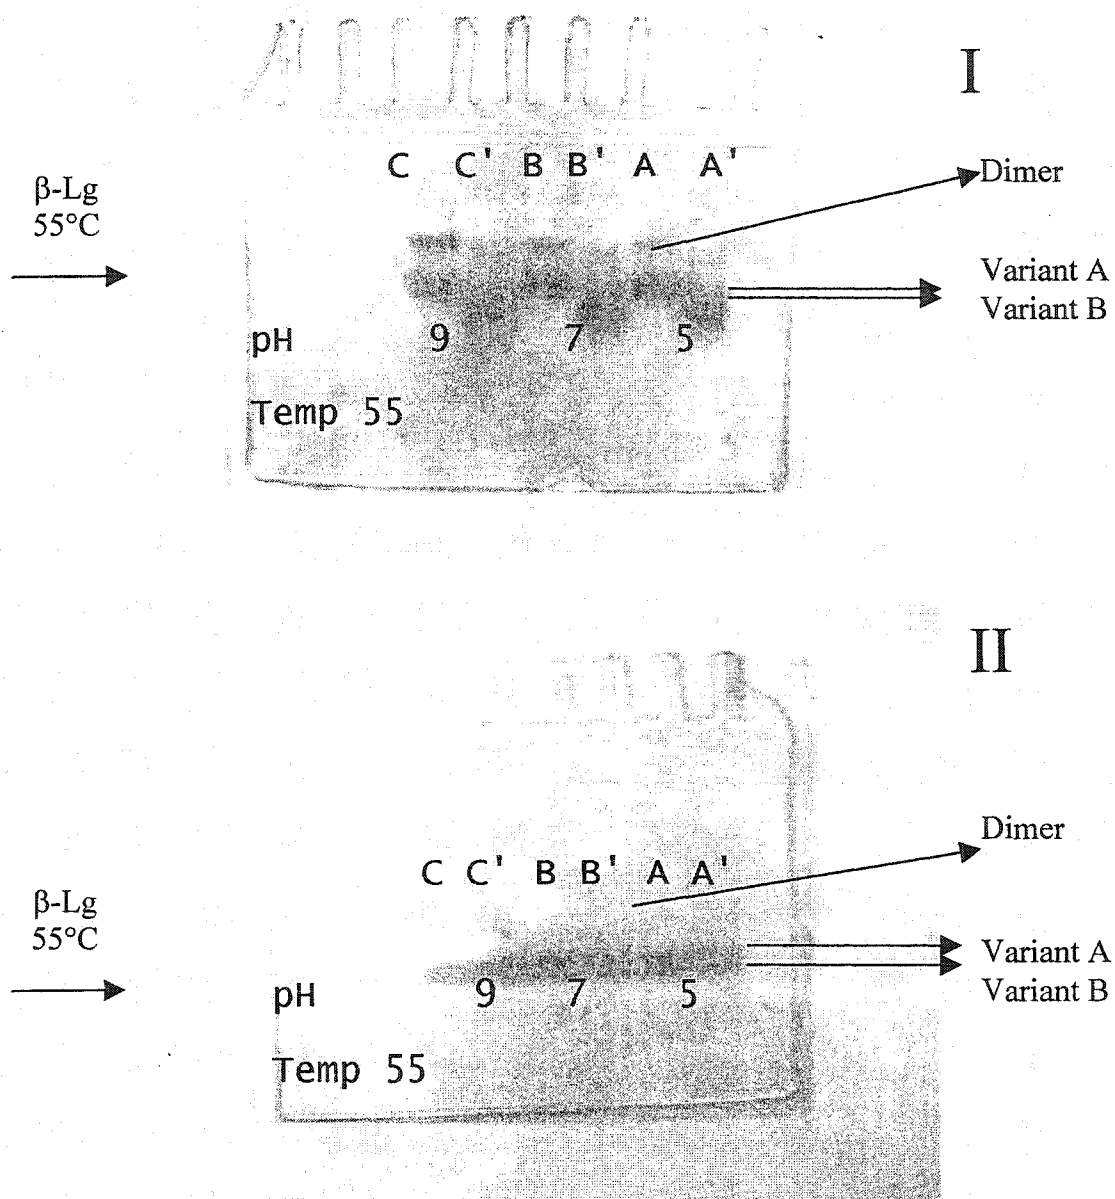 I
C C' B B' A A'
Dimer
β-Lg
55°C
Variant A
Variant B
pH 9 7 5
Temp 55
II
Dimer
C C' B B' A A'
β-Lg
55°C
Variant A
Variant B
pH 9 7 5
Temp 55